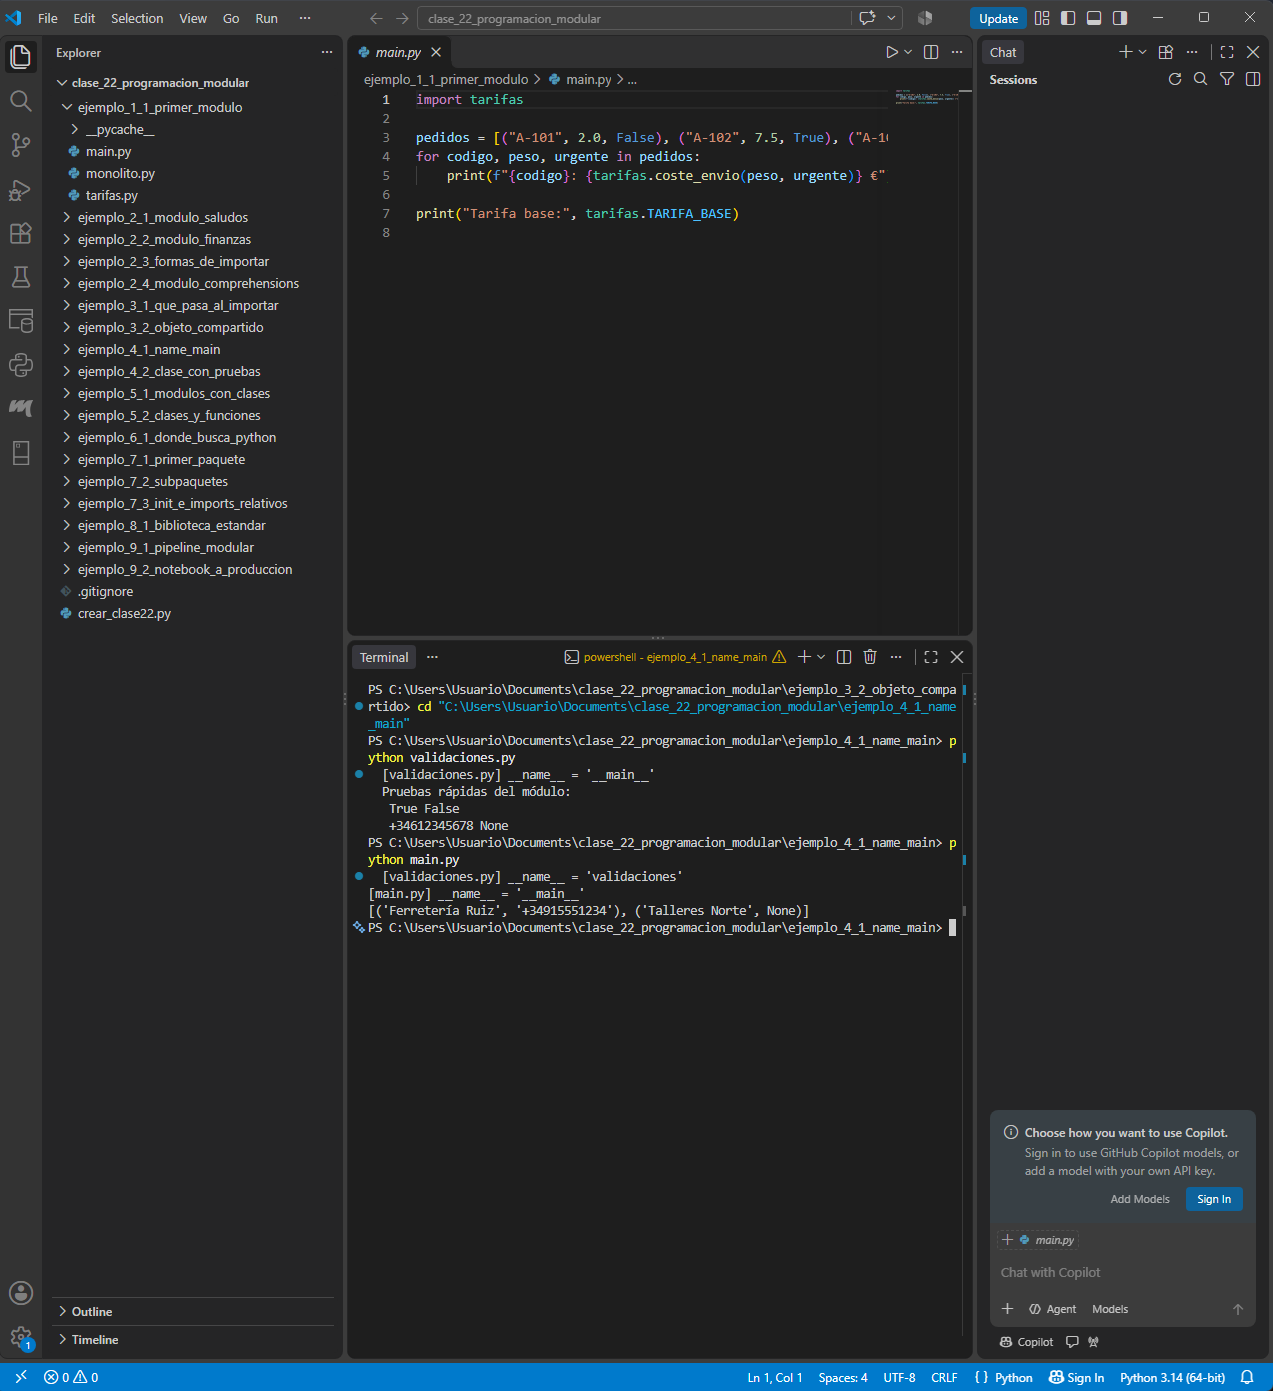 File Edit Selection View Go Run ···
clase_22_programacion_modular
Update
Explorer
clase_22_programacion_modular
ejemplo_1_1_primer_modulo
__pycache__
main.py
monolito.py
tarifas.py
ejemplo_2_1_modulo_saludos
ejemplo_2_2_modulo_finanzas
ejemplo_2_3_formas_de_importar
ejemplo_2_4_modulo_comprehensions
ejemplo_3_1_que_pasa_al_importar
ejemplo_3_2_objeto_compartido
ejemplo_4_1_name_main
ejemplo_4_2_clase_con_pruebas
ejemplo_5_1_modulos_con_clases
ejemplo_5_2_clases_y_funciones
ejemplo_6_1_donde_busca_python
ejemplo_7_1_primer_paquete
ejemplo_7_2_subpaquetes
ejemplo_7_3_init_e_imports_relativos
ejemplo_8_1_biblioteca_estandar
ejemplo_9_1_pipeline_modular
ejemplo_9_2_notebook_a_produccion
.gitignore
crear_clase22.py
Outline
Timeline
1
main.py
ejemplo_1_1_primer_modulo > main.py > ...
1 import tarifas
2
3 pedidos = [("A-101", 2.0, False), ("A-102", 7.5, True), ("A-10
4 for codigo, peso, urgente in pedidos:
5     print(f"{codigo}: {tarifas.coste_envio(peso, urgente)} €"
6
7 print("Tarifa base:", tarifas.TARIFA_BASE)
8
Terminal ···
powershell - ejemplo_4_1_name_main
PS C:\Users\Usuario\Documents\clase_22_programacion_modular\ejemplo_3_2_objeto_compa
rtido> cd "C:\Users\Usuario\Documents\clase_22_programacion_modular\ejemplo_4_1_name
_main"
PS C:\Users\Usuario\Documents\clase_22_programacion_modular\ejemplo_4_1_name_main> p
ython validaciones.py
  [validaciones.py] __name__ = '__main__'
  Pruebas rápidas del módulo:
   True False
   +34612345678 None
PS C:\Users\Usuario\Documents\clase_22_programacion_modular\ejemplo_4_1_name_main> p
ython main.py
  [validaciones.py] __name__ = 'validaciones'
[main.py] __name__ = '__main__'
[('Ferretería Ruiz', '+34915551234'), ('Talleres Norte', None)]
PS C:\Users\Usuario\Documents\clase_22_programacion_modular\ejemplo_4_1_name_main>
Chat
Sessions
Choose how you want to use Copilot.
Sign in to use GitHub Copilot models, or
add a model with your own API key.
Add Models Sign In
main.py
Chat with Copilot
Agent Models
Copilot
0 0
Ln 1, Col 1 Spaces: 4 UTF-8 CRLF { } Python Sign In Python 3.14 (64-bit)